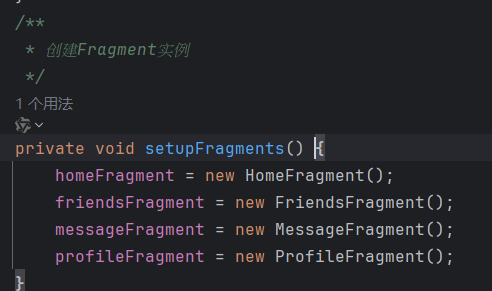 /**
 * 创建Fragment实例
 */
1 个用法
private void setupFragments() {
    homeFragment = new HomeFragment();
    friendsFragment = new FriendsFragment();
    messageFragment = new MessageFragment();
    profileFragment = new ProfileFragment();
}